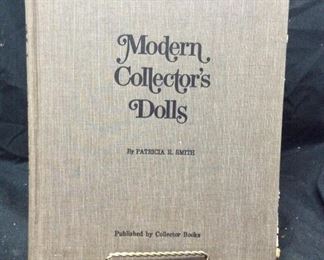 Modern
Collector's
Dolls
By PATRICIA R. SMITH
Published by Collector Books